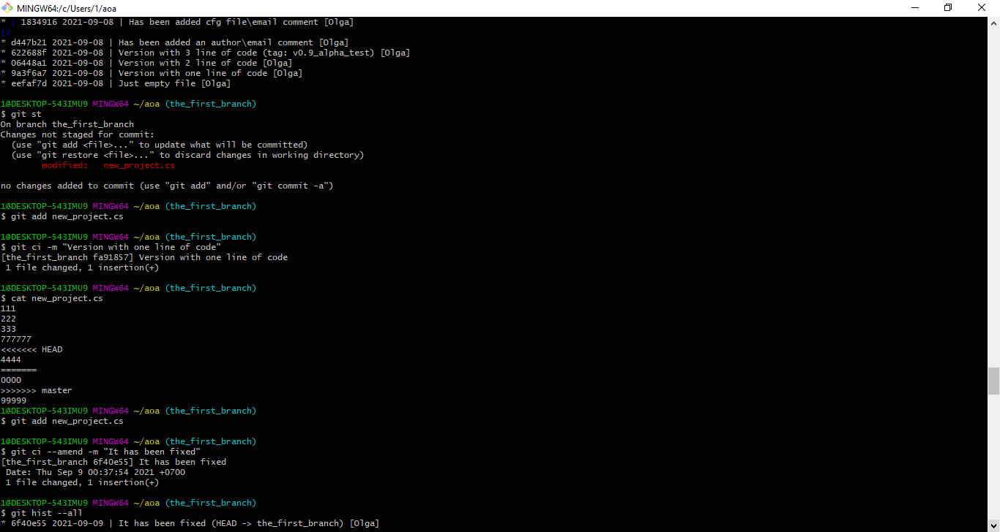 MINGW64:/c/Users/1/aoa
* | 1834916 2021-09-08 | Has been added cfg file\email comment [Olga]
|/
* d447b21 2021-09-08 | Has been added an author\email comment [Olga]
* 622688f 2021-09-08 | Version with 3 line of code (tag: v0.9_alpha_test) [Olga]
* 06448a1 2021-09-08 | Version with 2 line of code [Olga]
* 9a3f6a7 2021-09-08 | Version with one line of code [Olga]
* eefaf7d 2021-09-08 | Just empty file [Olga]
1@DESKTOP-543IMU9 MINGW64 ~/aoa (the_first_branch)
$ git st
On branch the_first_branch
Changes not staged for commit:
  (use "git add <file>..." to update what will be committed)
  (use "git restore <file>..." to discard changes in working directory)
        modified:   new_project.cs
no changes added to commit (use "git add" and/or "git commit -a")
1@DESKTOP-543IMU9 MINGW64 ~/aoa (the_first_branch)
$ git add new_project.cs
1@DESKTOP-543IMU9 MINGW64 ~/aoa (the_first_branch)
$ git ci -m "Version with one line of code"
[the_first_branch fa91857] Version with one line of code
 1 file changed, 1 insertion(+)
1@DESKTOP-543IMU9 MINGW64 ~/aoa (the_first_branch)
$ cat new_project.cs
111
222
333
777777
<<<<<<< HEAD
4444
=======
0000
>>>>>>> master
99999
1@DESKTOP-543IMU9 MINGW64 ~/aoa (the_first_branch)
$ git add new_project.cs
1@DESKTOP-543IMU9 MINGW64 ~/aoa (the_first_branch)
$ git ci --amend -m "It has been fixed"
[the_first_branch 6f40e55] It has been fixed
 Date: Thu Sep 9 00:37:54 2021 +0700
 1 file changed, 1 insertion(+)
1@DESKTOP-543IMU9 MINGW64 ~/aoa (the_first_branch)
$ git hist --all
* 6f40e55 2021-09-09 | It has been fixed (HEAD -> the_first_branch) [Olga]